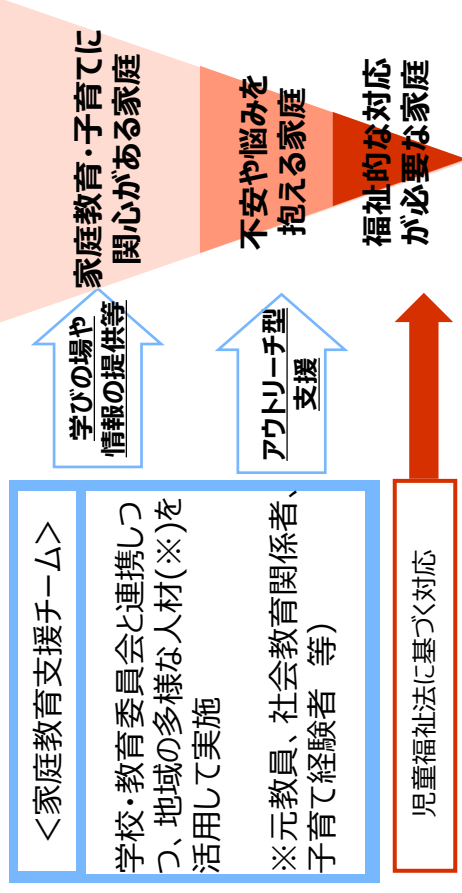 <家庭教育支援チーム>
学校・教育委員会と連携しつ
つ、地域の多様な人材(※)を
活用して実施
※元教員、社会教育関係者、
子育て経験者　等)
児童福祉法に基づく対応
学びの場や
情報の提供等
アウトリーチ型
支援
家庭教育・子育てに
関心がある家庭
不安や悩みを
抱える家庭
福祉的な対応
が必要な家庭